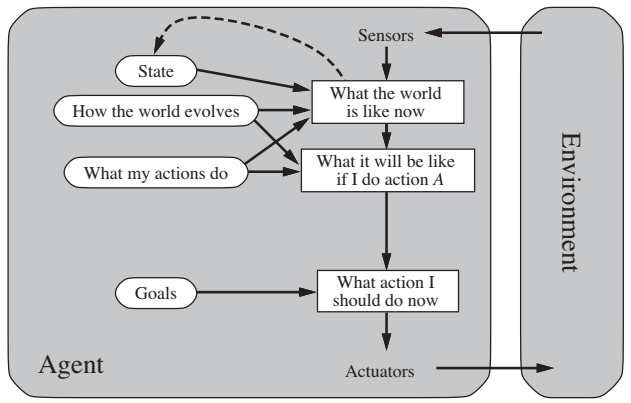 Sensors
State
What the world
is like now
How the world evolves
What it will be like
if I do action A
What my actions do
Environment
What action I
should do now
Goals
Agent
Actuators